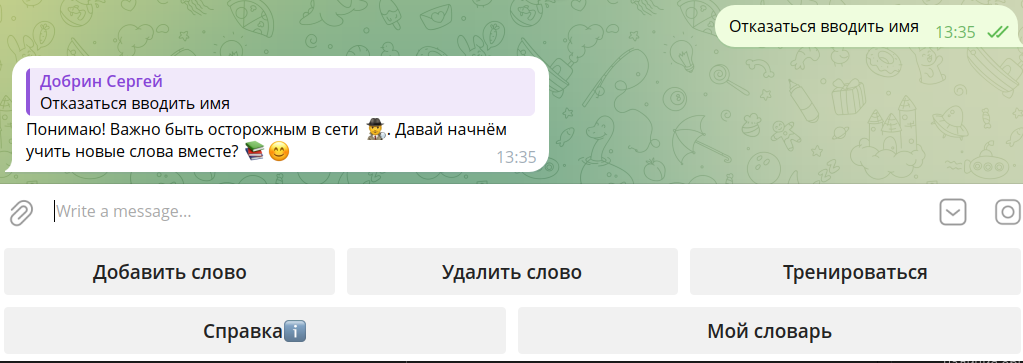 Отказаться вводить имя 13:35
Добрин Сергей
Отказаться вводить имя
Понимаю! Важно быть осторожным в сети 🕵️. Давай начнём
учить новые слова вместе? 📚😊 13:35
Write a message...
Добавить слово Удалить слово Тренироваться
Справкаℹ️ Мой словарь